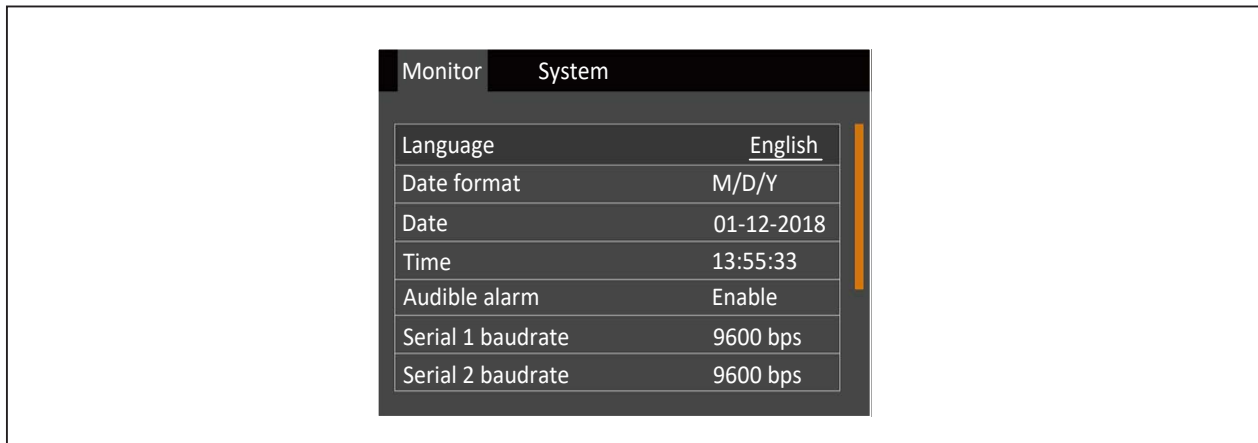 Monitor System
Language English
Date format M/D/Y
Date 01-12-2018
Time 13:55:33
Audible alarm Enable
Serial 1 baudrate 9600 bps
Serial 2 baudrate 9600 bps